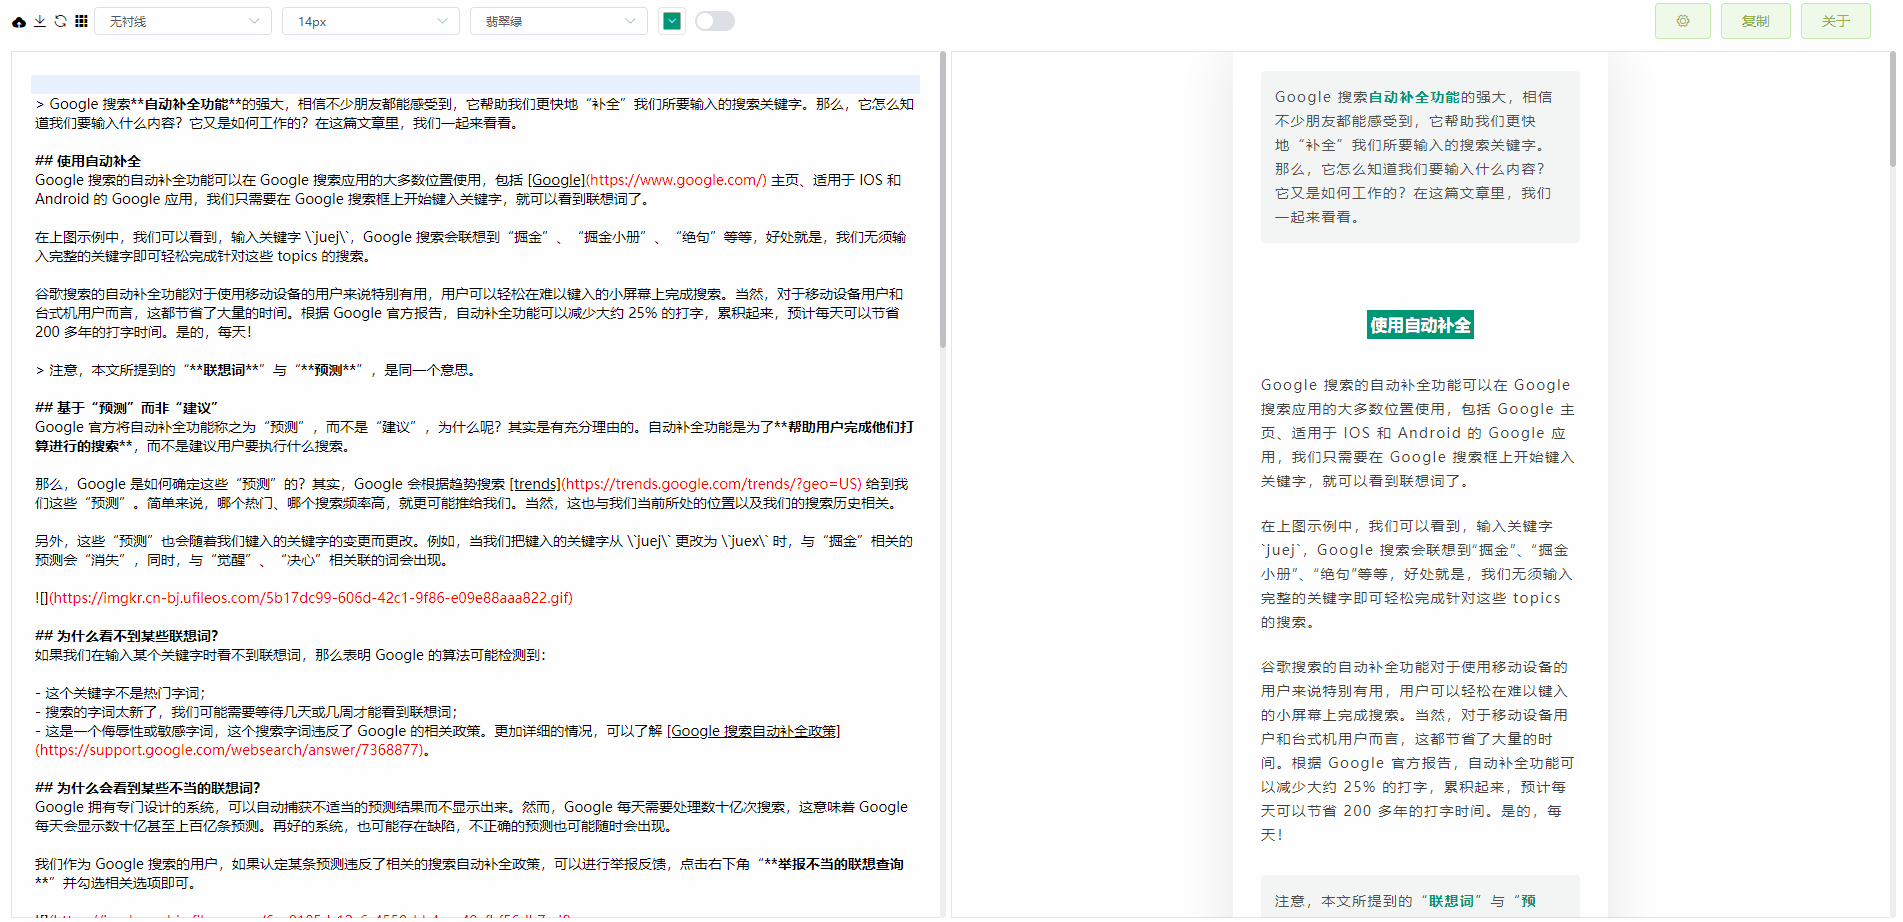 无衬线
14px
翡翠绿
复制
关于
> Google 搜索**自动补全功能**的强大，相信不少朋友都能感受到，它帮助我们更快地“补全”我们所要输入的搜索关键字。那么，它怎么知
道我们要输入什么内容？它又是如何工作的？在这篇文章里，我们一起来看看。
## 使用自动补全
Google 搜索的自动补全功能可以在 Google 搜索应用的大多数位置使用，包括 [Google](https://www.google.com/) 主页、适用于 IOS 和
Android 的 Google 应用，我们只需要在 Google 搜索框上开始键入关键字，就可以看到联想词了。
在上图示例中，我们可以看到，输入关键字 \`juej\`，Google 搜索会联想到“掘金”、“掘金小册”、“绝句”等等，好处就是，我们无须输
入完整的关键字即可轻松完成针对这些 topics 的搜索。
谷歌搜索的自动补全功能对于使用移动设备的用户来说特别有用，用户可以轻松在难以键入的小屏幕上完成搜索。当然，对于移动设备用户和
台式机用户而言，这都节省了大量的时间。根据 Google 官方报告，自动补全功能可以减少大约 25% 的打字，累积起来，预计每天可以节省
200 多年的打字时间。是的，每天！
> 注意，本文所提到的“**联想词**”与“**预测**”，是同一个意思。
## 基于“预测”而非“建议”
Google 官方将自动补全功能称之为“预测”，而不是“建议”，为什么呢？其实是有充分理由的。自动补全功能是为了**帮助用户完成他们打
算进行的搜索**，而不是建议用户要执行什么搜索。
那么，Google 是如何确定这些“预测”的？其实，Google 会根据趋势搜索 [trends](https://trends.google.com/trends/?geo=US) 给到我
们这些“预测”。简单来说，哪个热门、哪个搜索频率高，就更可能推给我们。当然，这也与我们当前所处的位置以及我们的搜索历史相关。
另外，这些“预测”也会随着我们键入的关键字的变更而更改。例如，当我们把键入的关键字从 \`juej\` 更改为 \`juex\` 时，与“掘金”相关的
预测会“消失”，同时，与“觉醒”、“决心”相关联的词会出现。
![](https://imgkr.cn-bj.ufileos.com/5b17dc99-606d-42c1-9f86-e09e88aaa822.gif)
## 为什么看不到某些联想词？
如果我们在输入某个关键字时看不到联想词，那么表明 Google 的算法可能检测到：
- 这个关键字不是热门字词；
- 搜索的字词太新了，我们可能需要等待几天或几周才能看到联想词；
- 这是一个侮辱性或敏感字词，这个搜索字词违反了 Google 的相关政策。更加详细的情况，可以了解 [Google 搜索自动补全政策]
(https://support.google.com/websearch/answer/7368877)。
## 为什么会看到某些不当的联想词？
Google 拥有专门设计的系统，可以自动捕获不适当的预测结果而不显示出来。然而，Google 每天需要处理数十亿次搜索，这意味着 Google
每天会显示数十亿甚至上百亿条预测。再好的系统，也可能存在缺陷，不正确的预测也可能随时会出现。
我们作为 Google 搜索的用户，如果认定某条预测违反了相关的搜索自动补全政策，可以进行举报反馈，点击右下角“**举报不当的联想查询
**”并勾选相关选项即可。
Google 搜索自动补全功能的强大，相信
不少朋友都能感受到，它帮助我们更快
地“补全”我们所要输入的搜索关键字。
那么，它怎么知道我们要输入什么内容？
它又是如何工作的？在这篇文章里，我们
一起来看看。
使用自动补全
Google 搜索的自动补全功能可以在 Google
搜索应用的大多数位置使用，包括 Google 主
页、适用于 IOS 和 Android 的 Google 应
用，我们只需要在 Google 搜索框上开始键入
关键字，就可以看到联想词了。
在上图示例中，我们可以看到，输入关键字
`juej`，Google 搜索会联想到“掘金”、“掘金
小册”、“绝句”等等，好处就是，我们无须输入
完整的关键字即可轻松完成针对这些 topics
的搜索。
谷歌搜索的自动补全功能对于使用移动设备的
用户来说特别有用，用户可以轻松在难以键入
的小屏幕上完成搜索。当然，对于移动设备用
户和台式机用户而言，这都节省了大量的时
间。根据 Google 官方报告，自动补全功能可
以减少大约 25% 的打字，累积起来，预计每
天可以节省 200 多年的打字时间。是的，每
天！
注意，本文所提到的“联想词”与“预